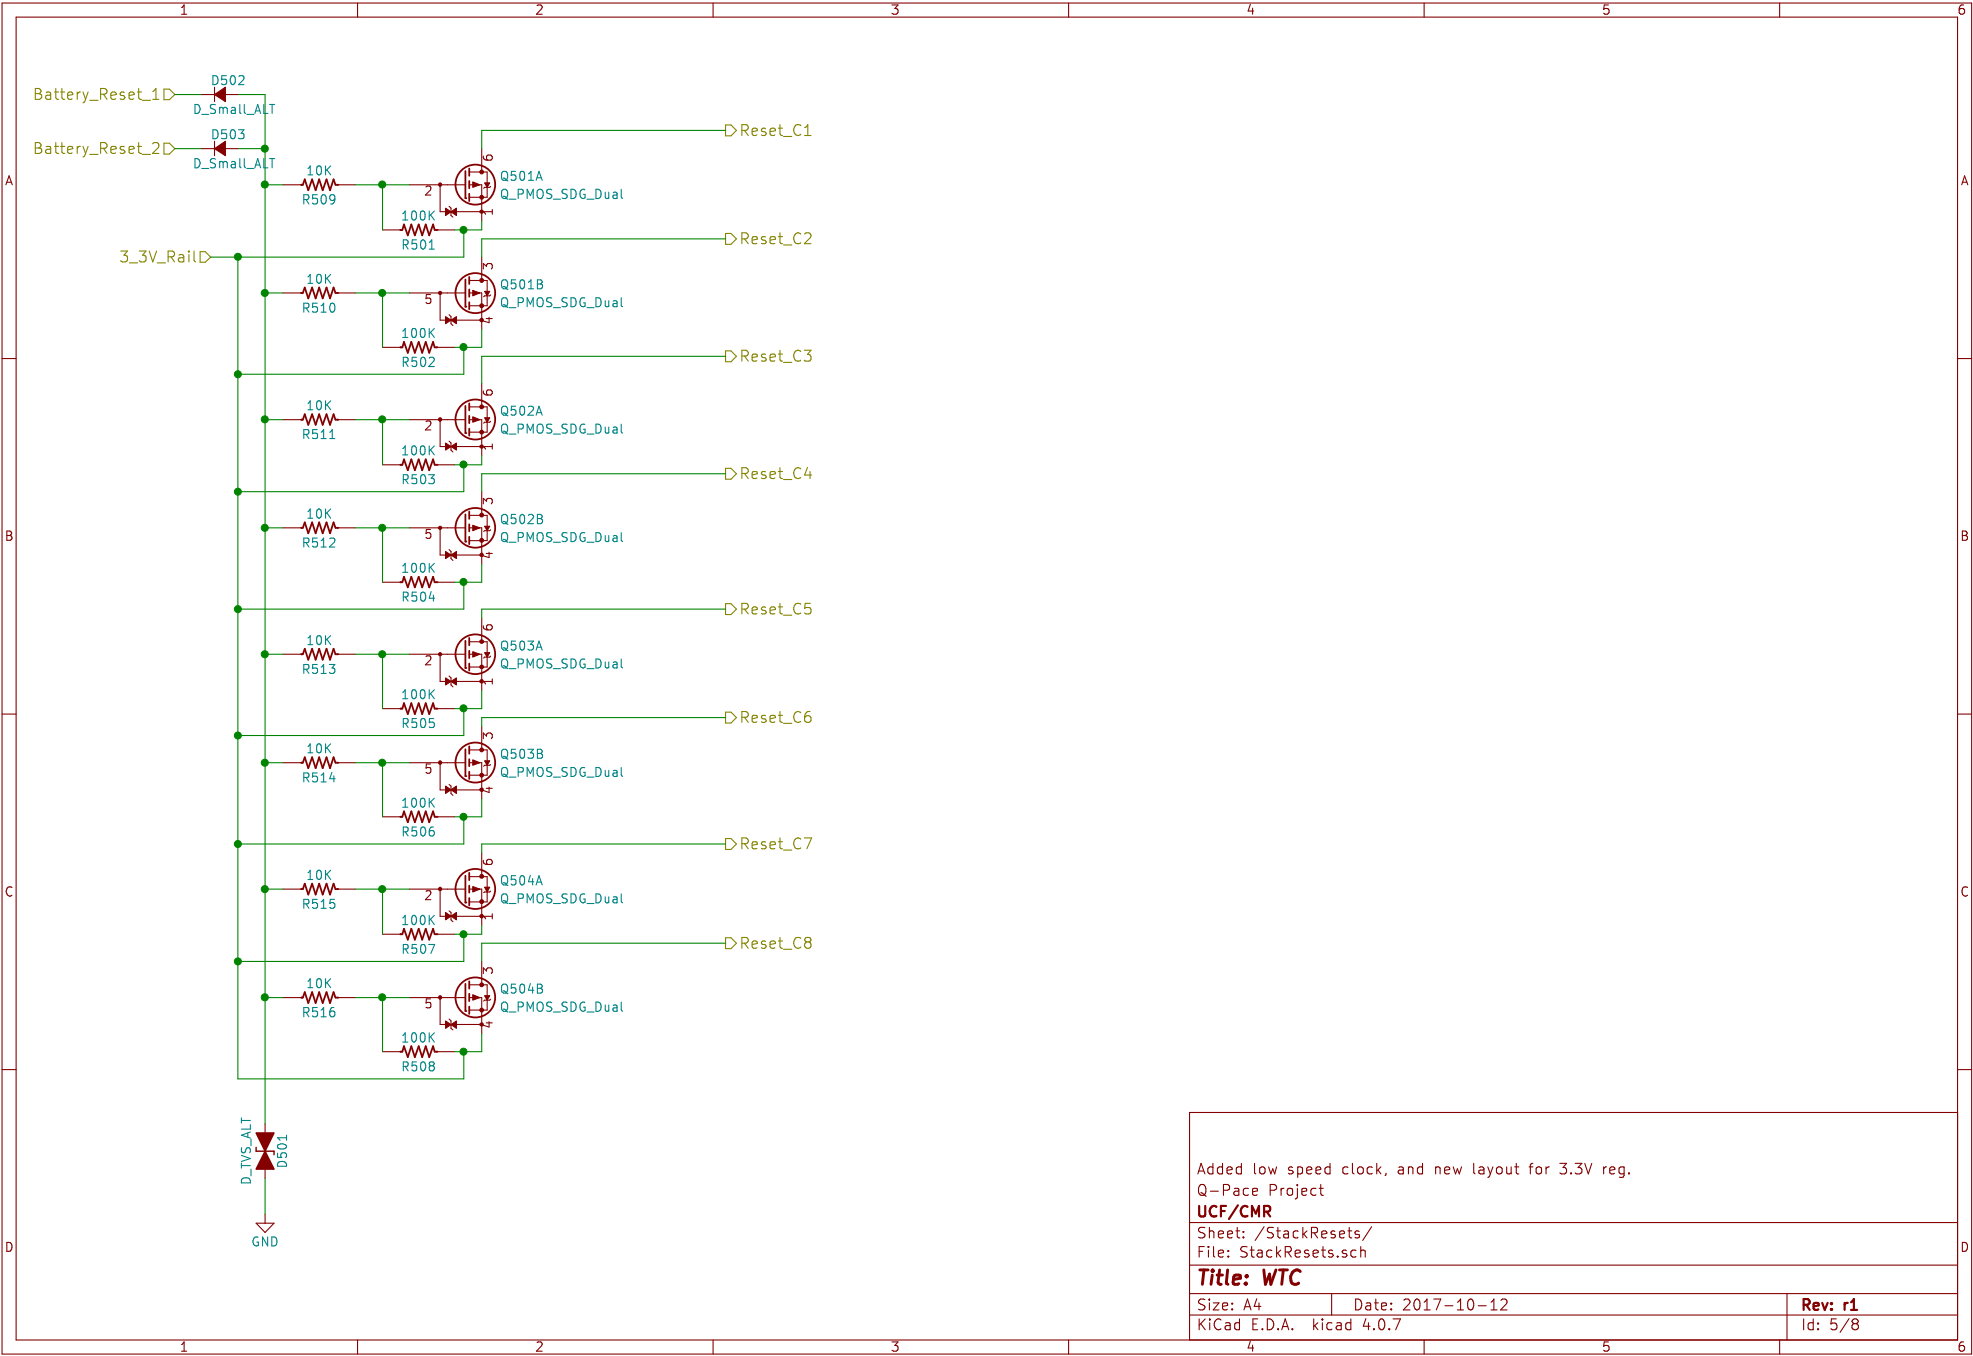 1 2 3 4 5 6
D502
Battery_Reset_1
D_Small_ALT
Reset_C1
D503
Battery_Reset_2
D_Small_ALT
6
10K
Q501A
A
A
2
Q_PMOS_SDG_Dual
R509
1
100K
R501
Reset_C2
3_3V_Rail
3
10K
Q501B
5
Q_PMOS_SDG_Dual
R510
4
100K
R502
Reset_C3
6
10K
Q502A
2
Q_PMOS_SDG_Dual
R511
1
100K
R503
Reset_C4
3
10K
Q502B
B
B
5
Q_PMOS_SDG_Dual
R512
4
100K
R504
Reset_C5
6
10K
Q503A
2
Q_PMOS_SDG_Dual
R513
1
100K
R505
Reset_C6
3
10K
Q503B
5
Q_PMOS_SDG_Dual
R514
4
100K
R506
Reset_C7
6
10K
Q504A
C
C
2
Q_PMOS_SDG_Dual
R515
1
100K
R507
Reset_C8
3
10K
Q504B
5
Q_PMOS_SDG_Dual
R516
4
100K
R508
D_TVS_ALT
D501
GND
D
D
Added low speed clock, and new layout for 3.3V reg.
Q-Pace Project
UCF/CMR
Sheet: /StackResets/
File: StackResets.sch
Title: WTC
Size: A4 Date: 2017-10-12 Rev: r1
KiCad E.D.A. kicad 4.0.7 Id: 5/8
1 2 3 4 5 6